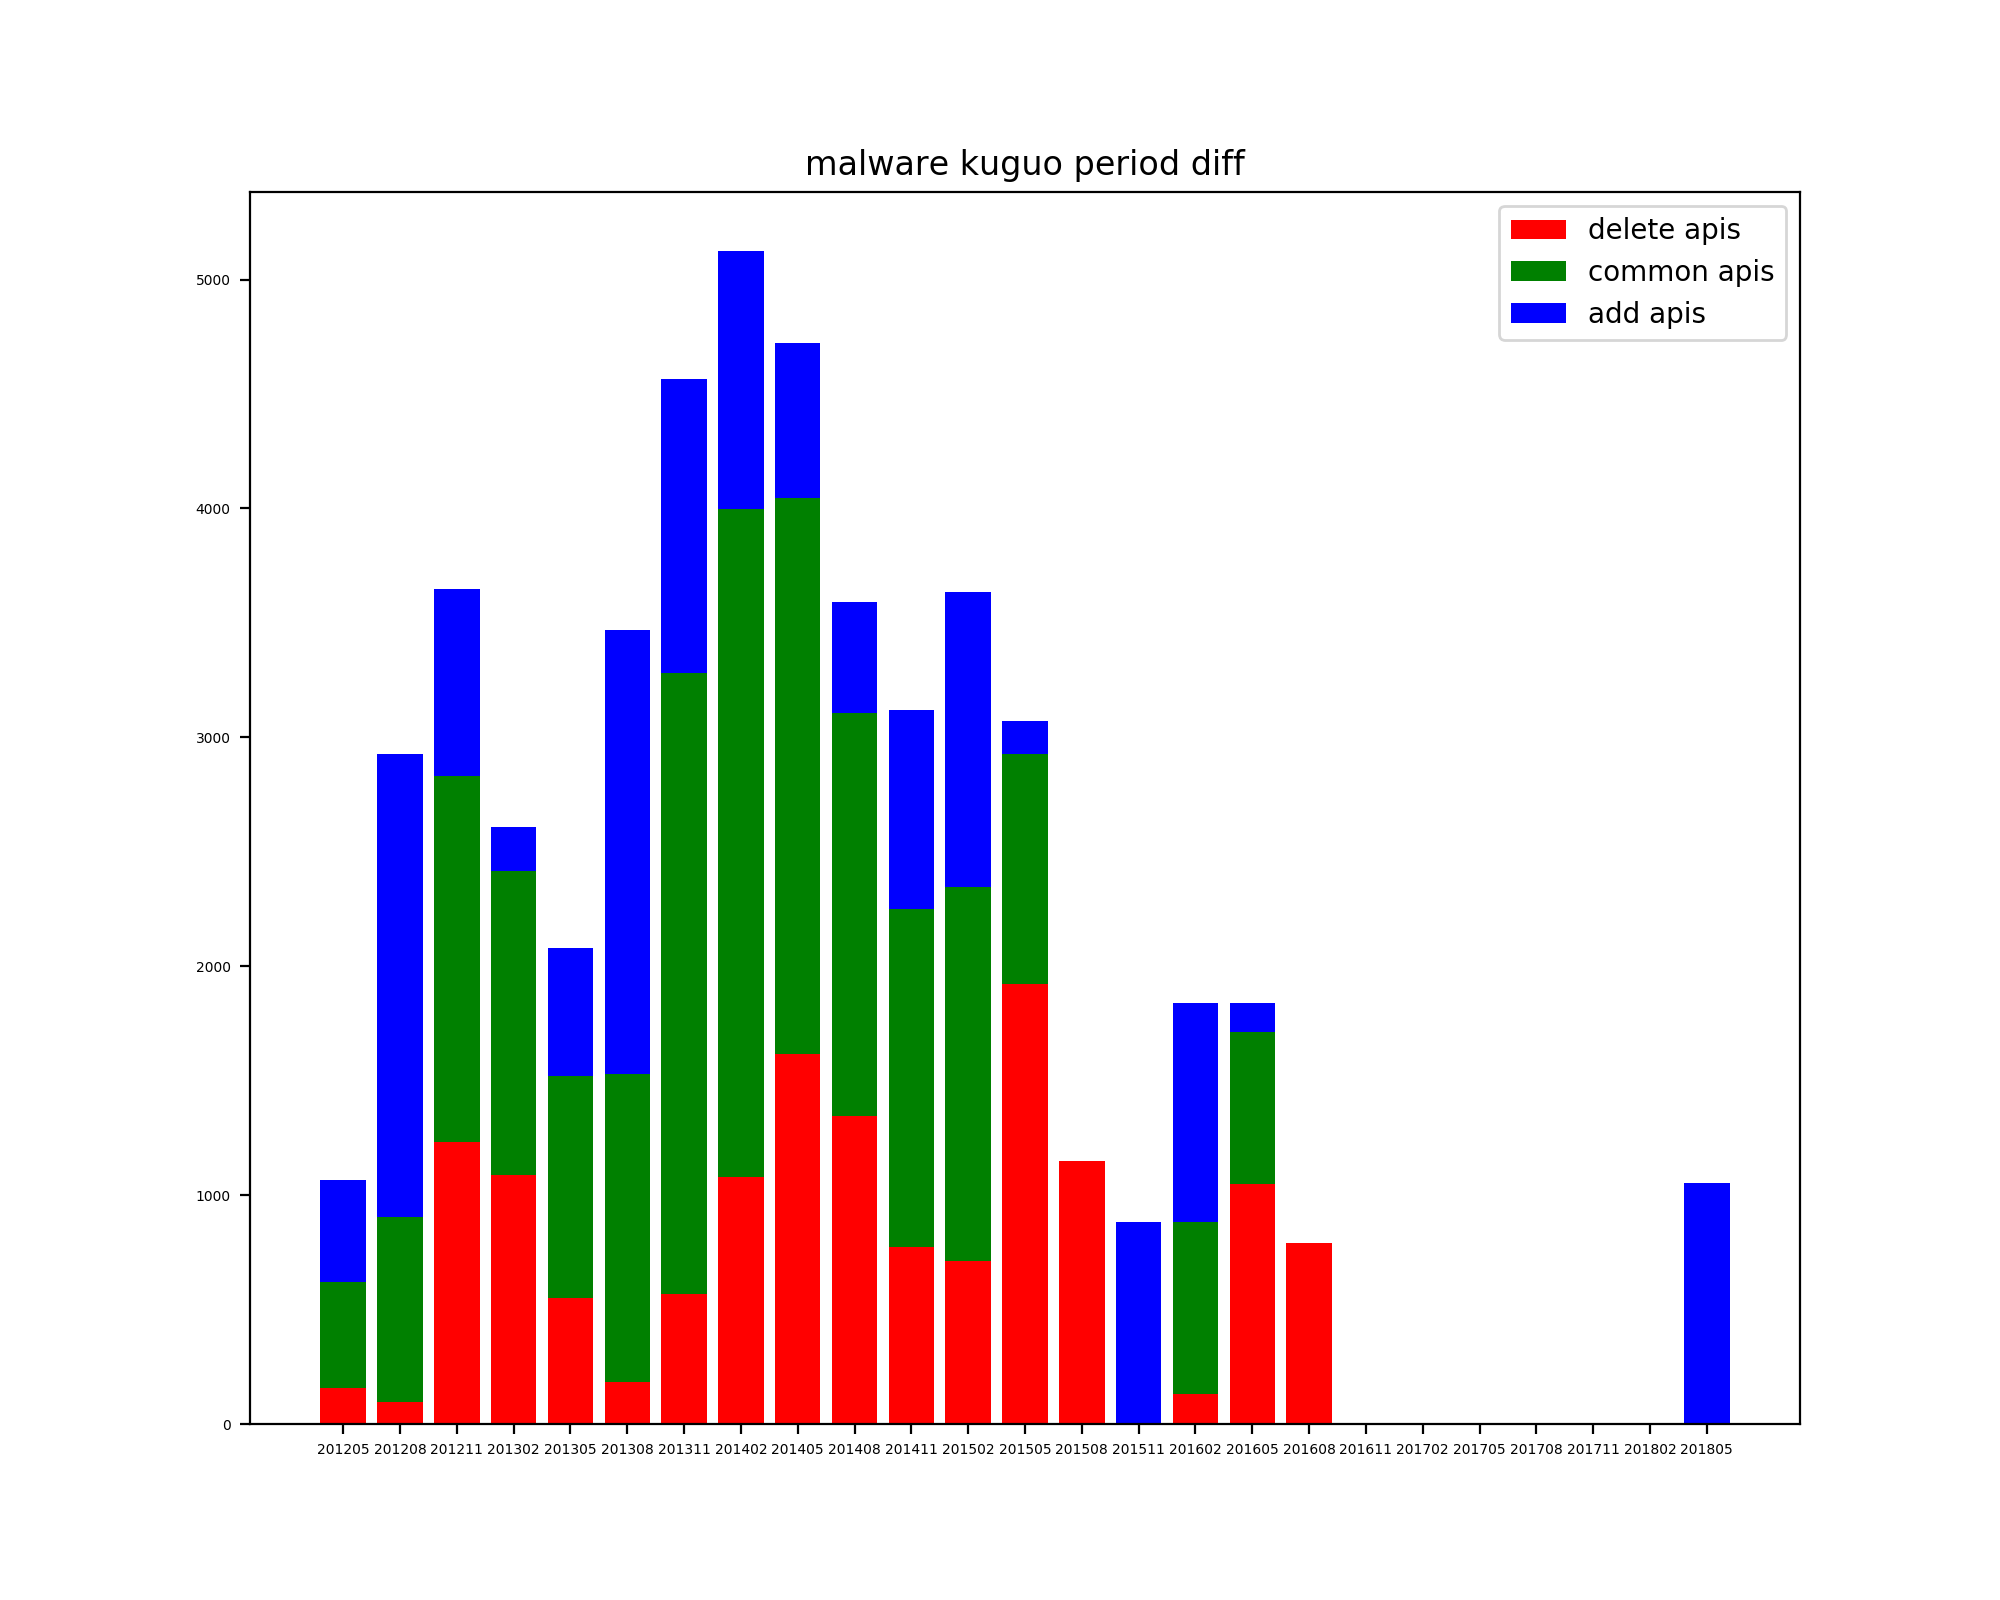 malware kuguo period diff
delete apis
common apis
add apis
5000
4000
3000
2000
1000
0
201205 201208 201211 201302 201305 201308 201311 201402 201405 201408 201411 201502 201505 201508 201511 201602 201605 201608 201611 201702 201705 201708 201711 201802 201805